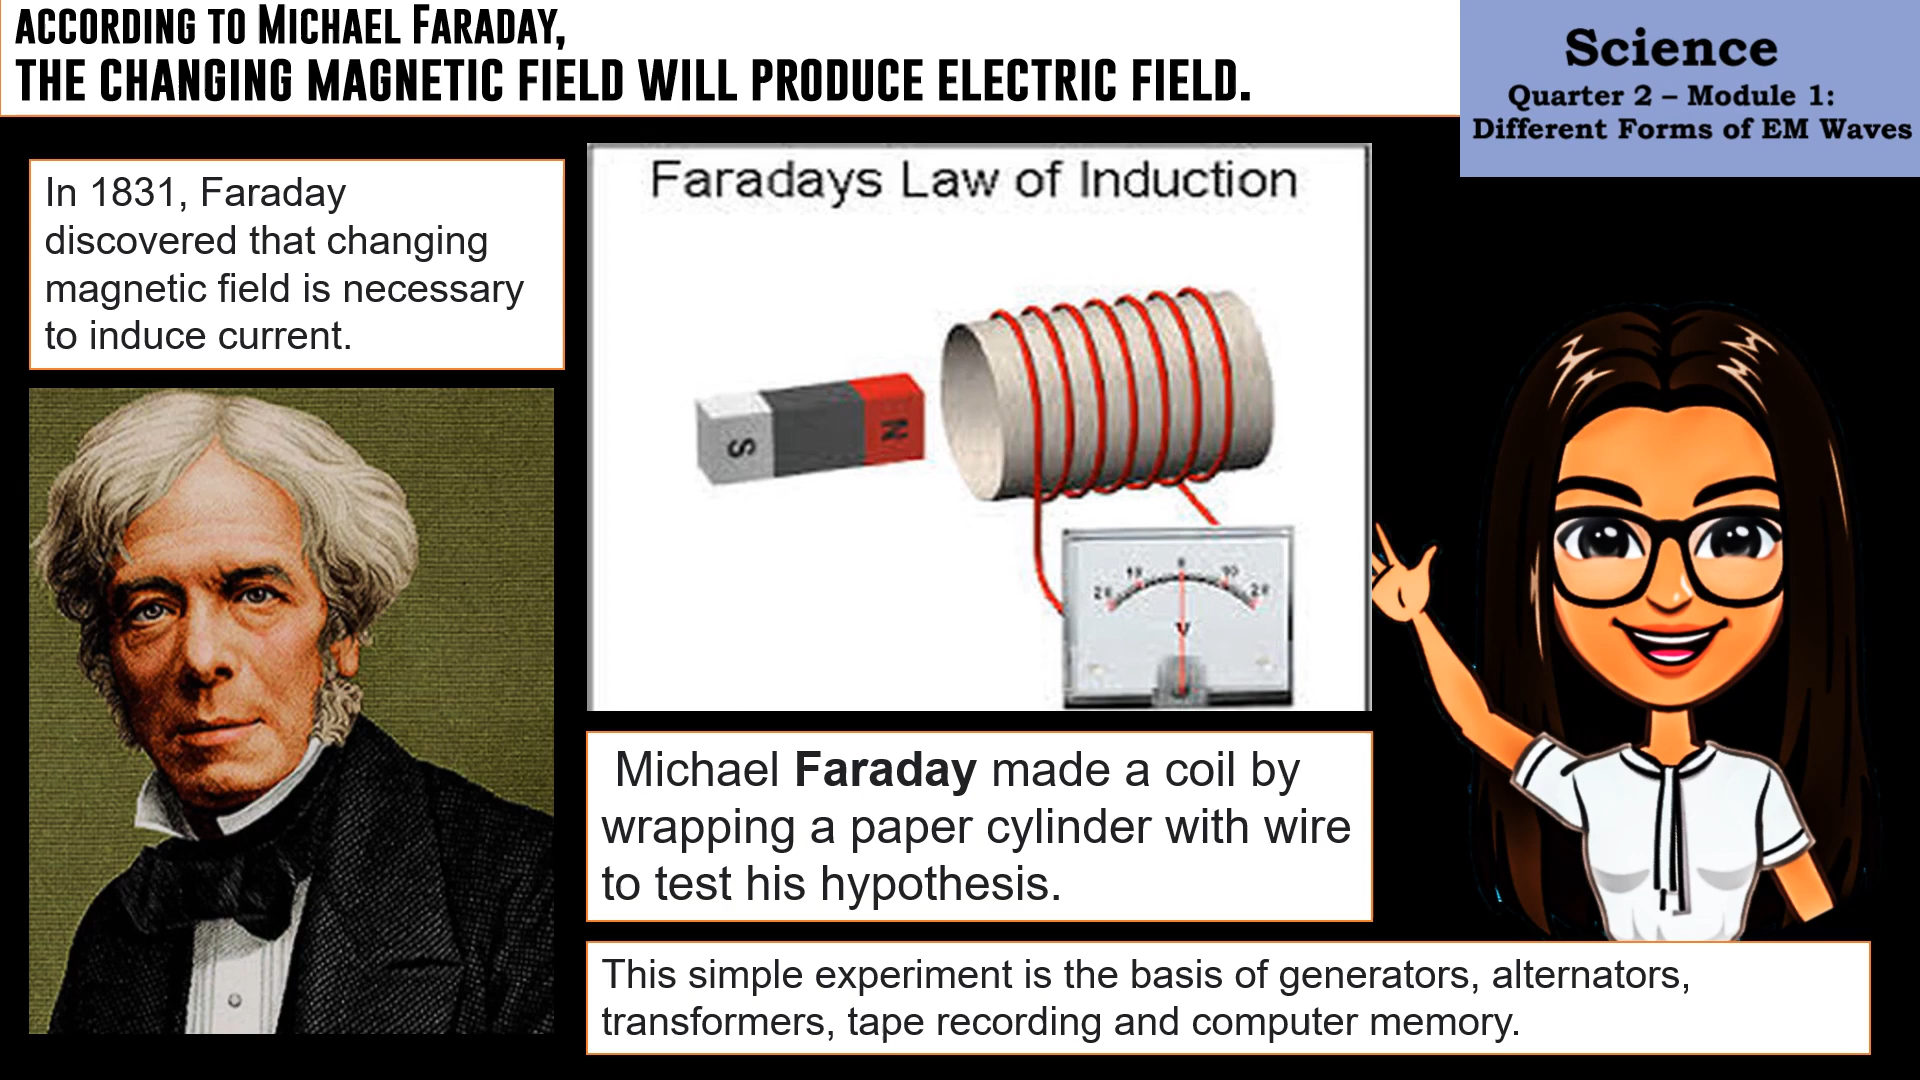 ACCORDING TO MICHAEL FARADAY,
THE CHANGING MAGNETIC FIELD WILL PRODUCE ELECTRIC FIELD.
Science
Quarter 2 – Module 1:
Different Forms of EM Waves
In 1831, Faraday
discovered that changing
magnetic field is necessary
to induce current.
Faradays Law of Induction
S
N
10
20
V
Michael Faraday made a coil by
wrapping a paper cylinder with wire
to test his hypothesis.
This simple experiment is the basis of generators, alternators,
transformers, tape recording and computer memory.